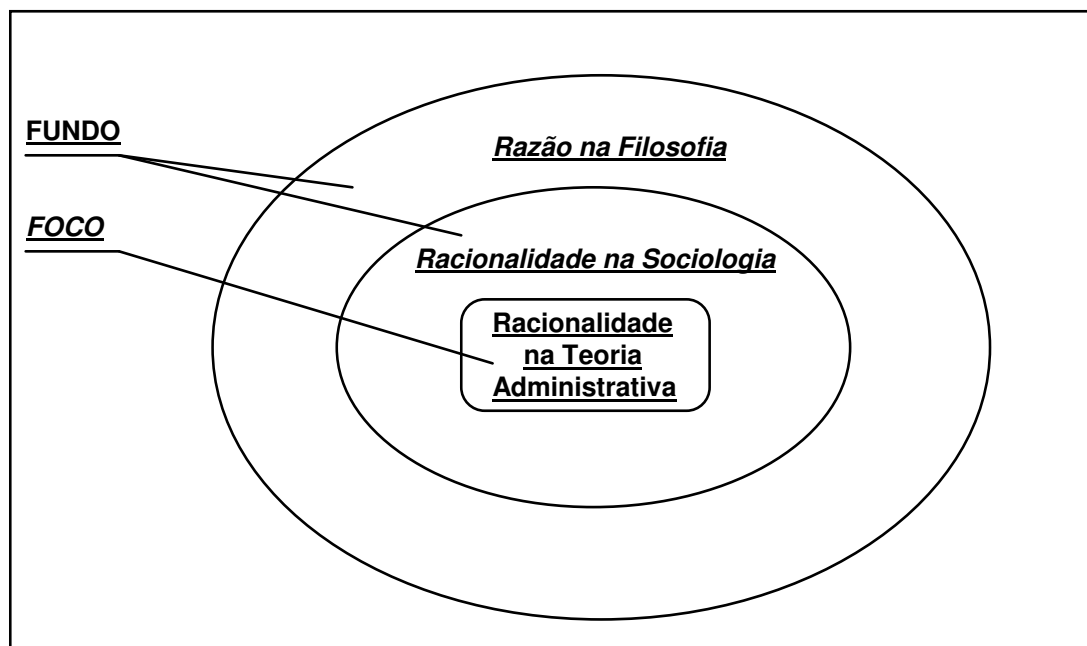 FUNDO
Razão na Filosofia
FOCO
Racionalidade na Sociologia
Racionalidade
na Teoria
Administrativa